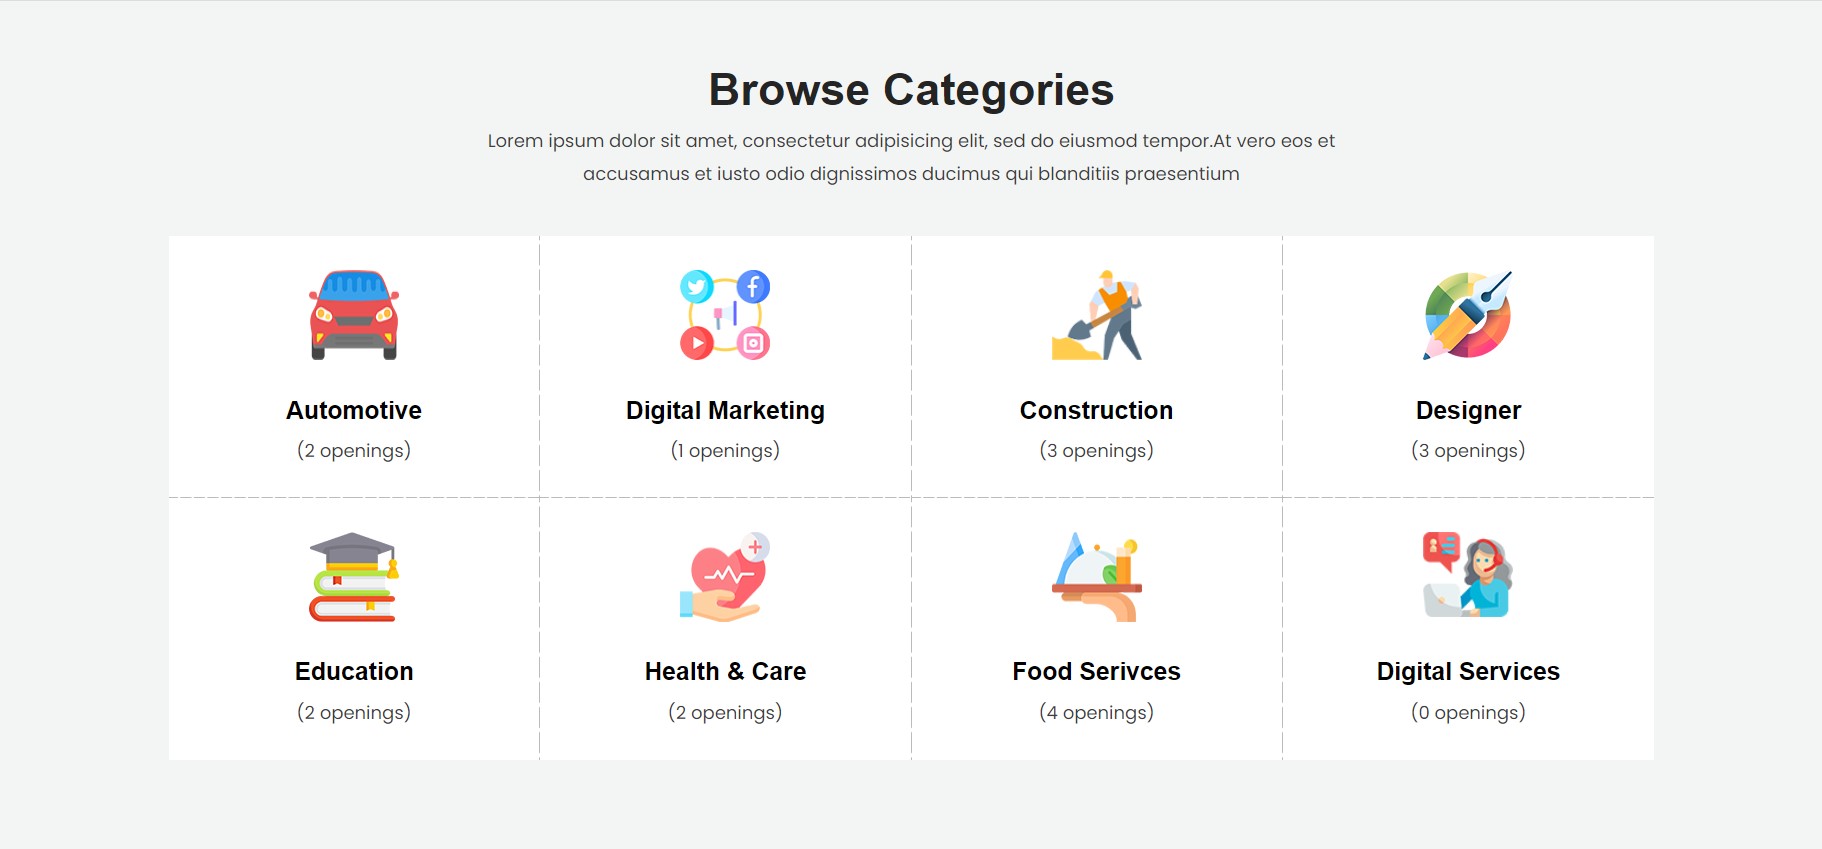 Browse Categories
Lorem ipsum dolor sit amet, consectetur adipisicing elit, sed do eiusmod tempor.At vero eos et
accusamus et iusto odio dignissimos ducimus qui blanditiis praesentium
Automotive
(2 openings)
Digital Marketing
(1 openings)
Construction
(3 openings)
Designer
(3 openings)
Education
(2 openings)
Health & Care
(2 openings)
Food Serivces
(4 openings)
Digital Services
(0 openings)